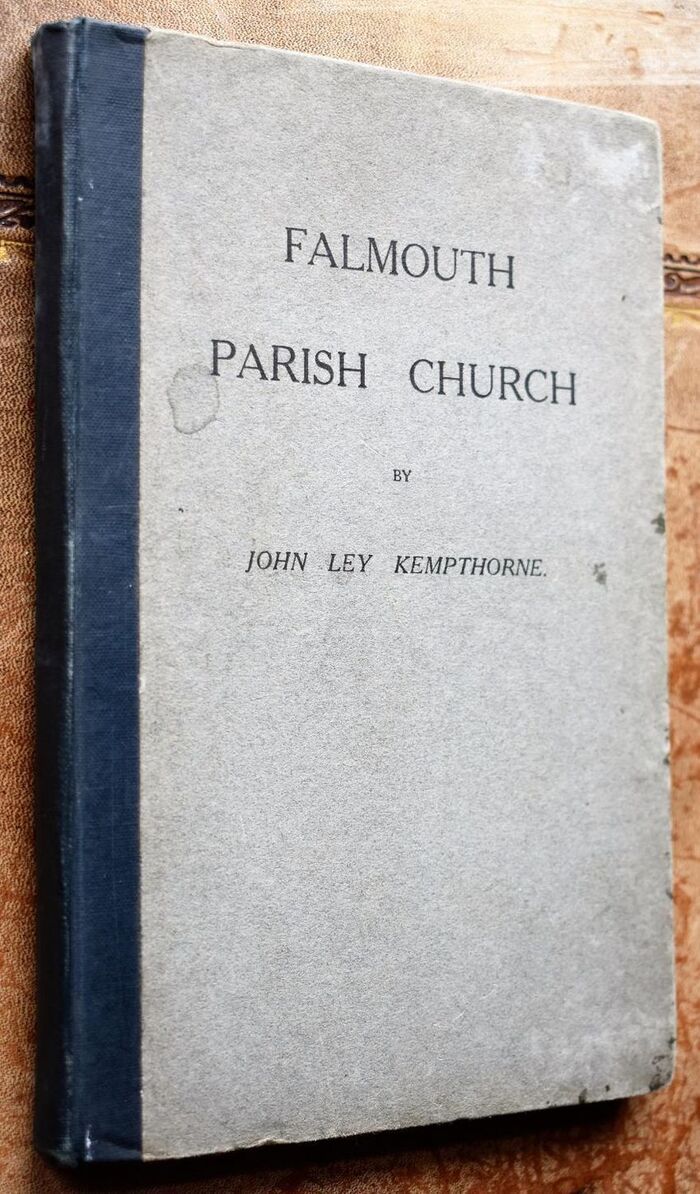 FALMOUTH
PARISH CHURCH
BY
JOHN LEY KEMPTHORNE.